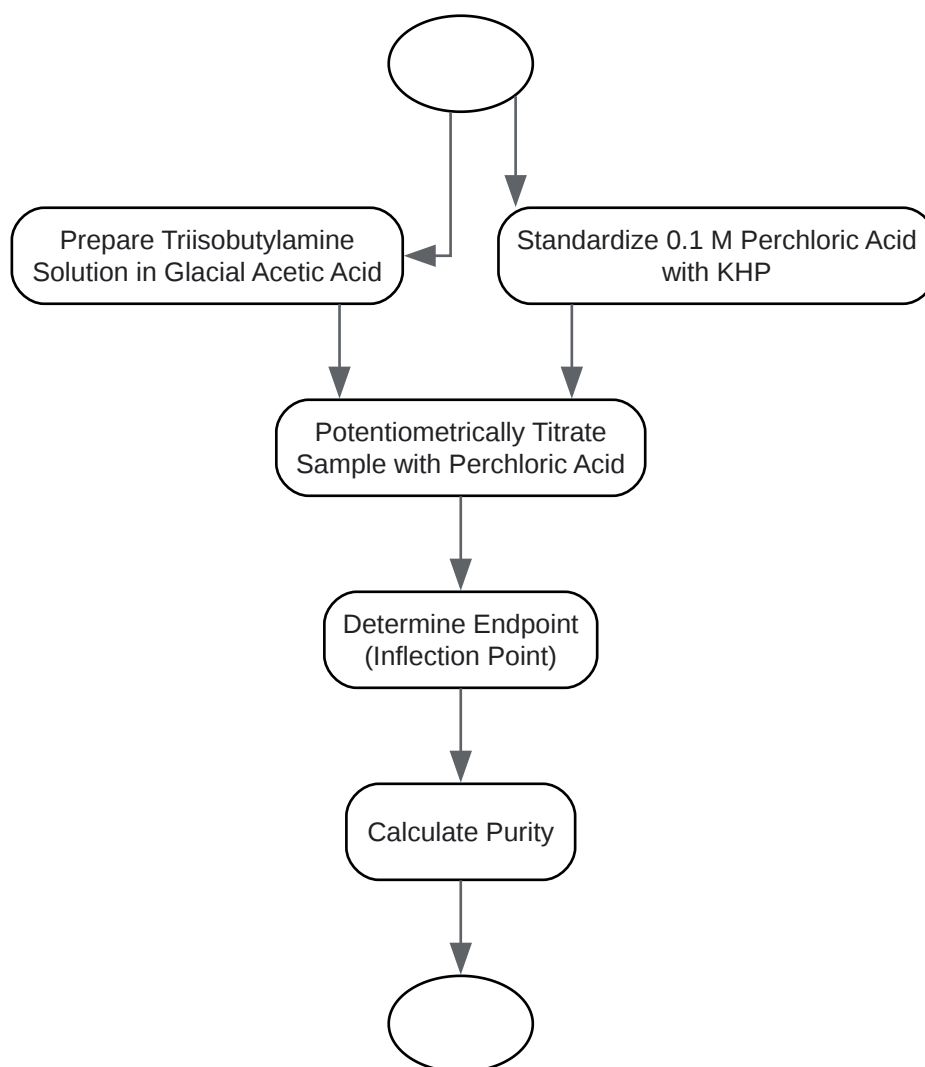 Prepare Triisobutylamine
Solution in Glacial Acetic Acid
Standardize 0.1 M Perchloric Acid
with KHP
Potentiometrically Titrate
Sample with Perchloric Acid
Determine Endpoint
(Inflection Point)
Calculate Purity